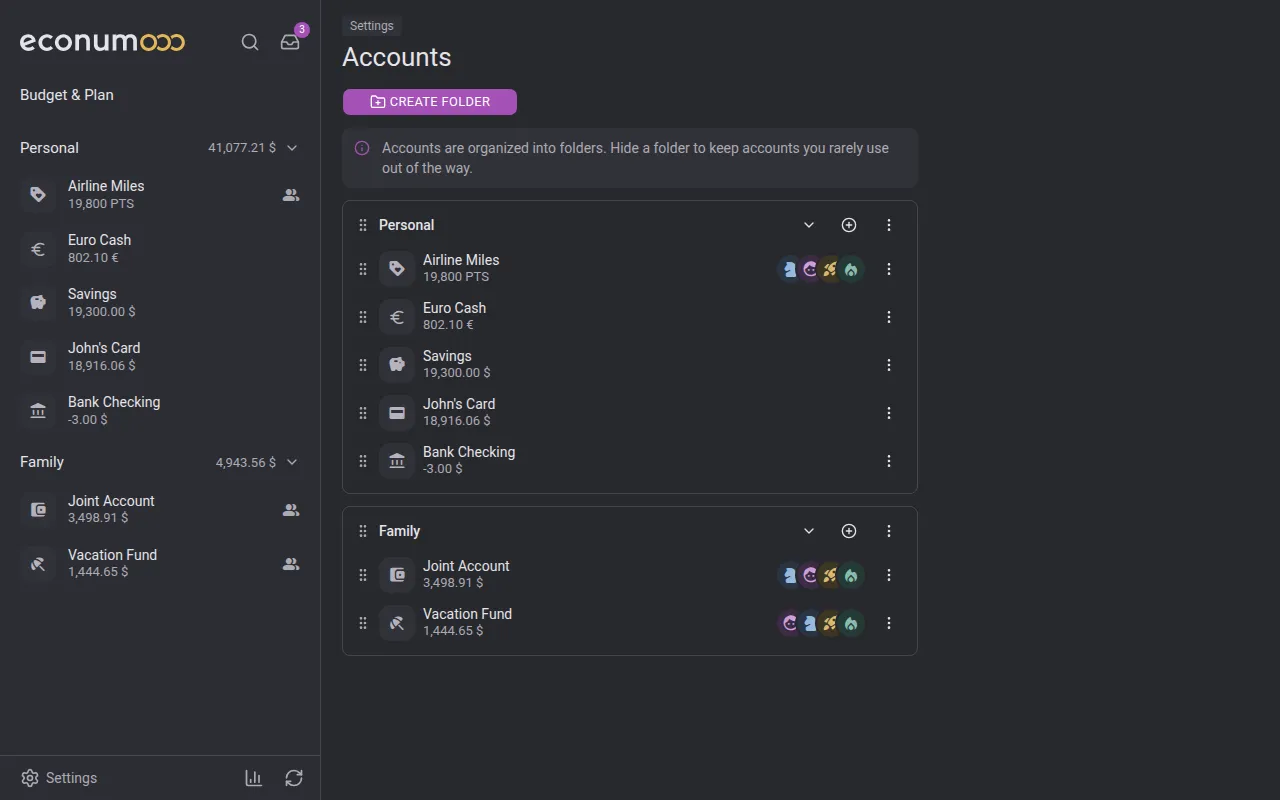 econumo
3
Budget & Plan
Personal 41,077.21 $
Airline Miles
19,800 PTS
Euro Cash
802.10 €
Savings
19,300.00 $
John's Card
18,916.06 $
Bank Checking
-3.00 $
Family 4,943.56 $
Joint Account
3,498.91 $
Vacation Fund
1,444.65 $
Settings
Settings
Accounts
CREATE FOLDER
Accounts are organized into folders. Hide a folder to keep accounts you rarely use
out of the way.
Personal
Airline Miles
19,800 PTS
Euro Cash
802.10 €
Savings
19,300.00 $
John's Card
18,916.06 $
Bank Checking
-3.00 $
Family
Joint Account
3,498.91 $
Vacation Fund
1,444.65 $